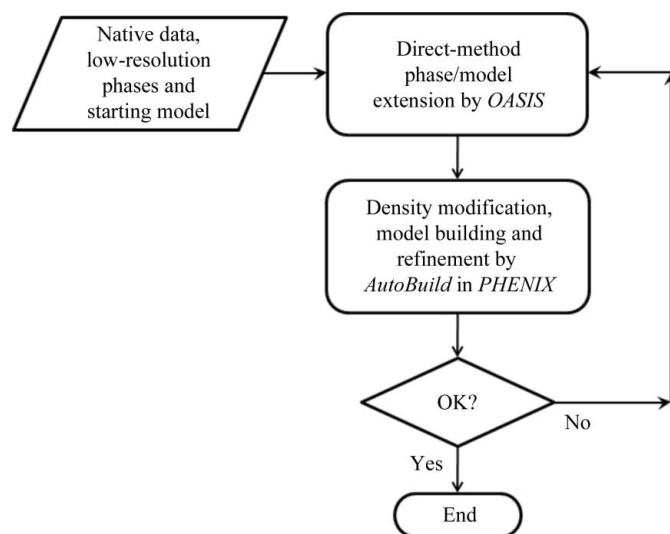 Native data,
low-resolution
phases and
starting model
Direct-method
phase/model
extension by OASIS
Density modification,
model building and
refinement by
AutoBuild in PHENIX
OK?
No
Yes
End